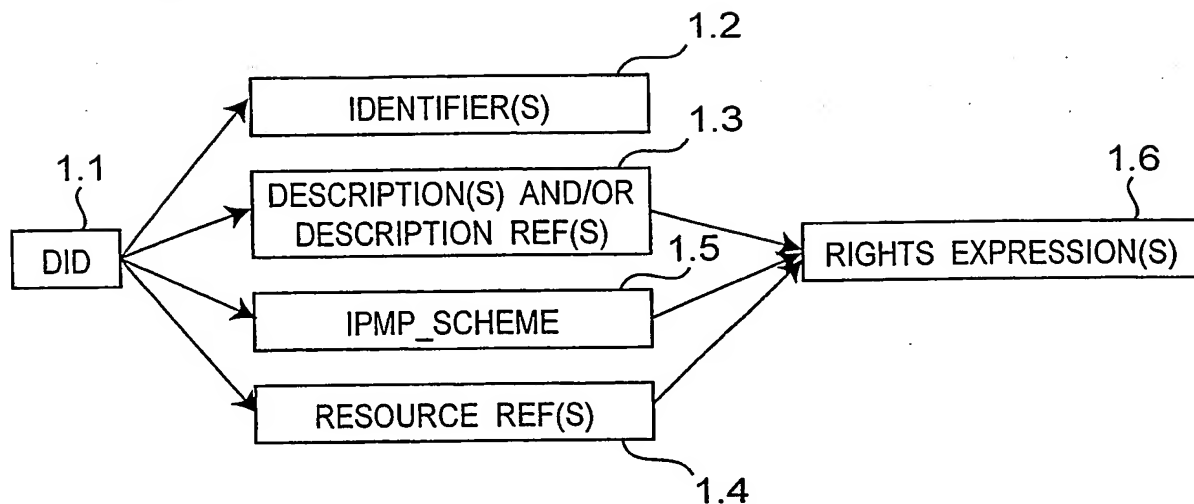 1.2
IDENTIFIER(S)
1.3
1.1
DESCRIPTION(S) AND/OR
DESCRIPTION REF(S)
1.6
DID
RIGHTS EXPRESSION(S)
1.5
IPMP_SCHEME
RESOURCE REF(S)
1.4